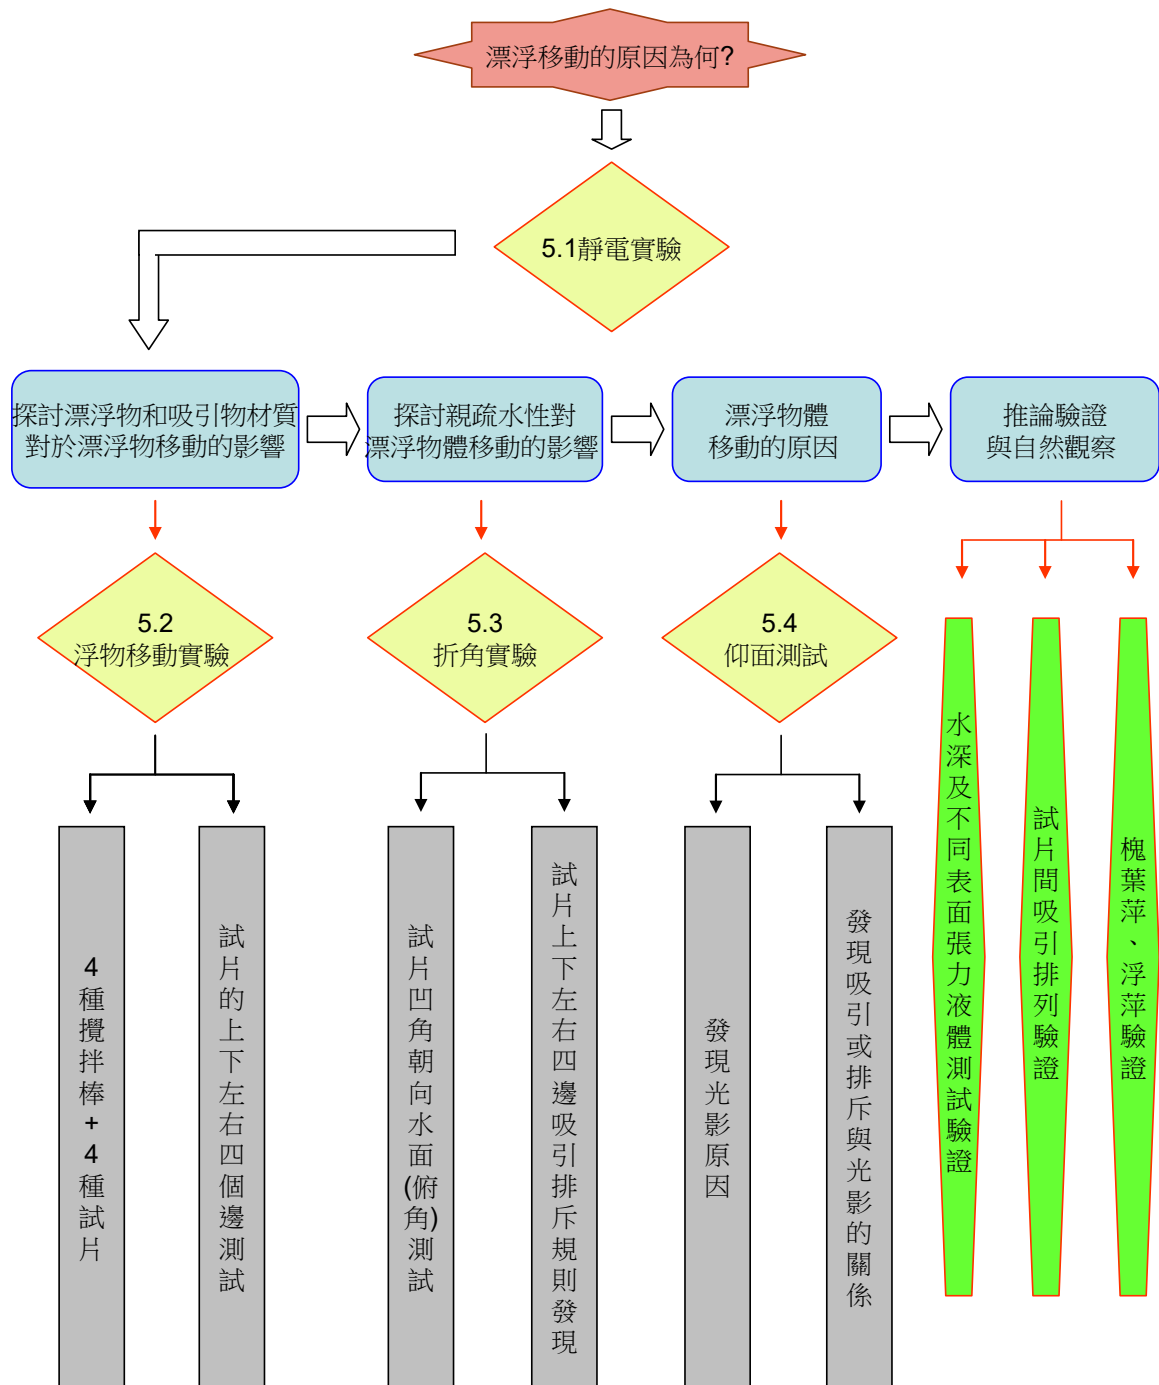 漂浮移動的原因為何?
5.1靜電實驗
探討漂浮物和吸引物材質
對於漂浮物移動的影響
探討親疏水性對
漂浮物體移動的影響
漂浮物體
移動的原因
推論驗證
與自然觀察
5.2
浮物移動實驗
5.3
折角實驗
5.4
仰面測試
4種攪拌棒+4種試片
試片的上下左右四個邊測試
試片凹角朝向水面(俯角)測試
試片上下左右四邊吸引排斥規則發現
發現光影原因
發現吸引或排斥與光影的關係
水深及不同表面張力液體測試驗證
試片間吸引排列驗證
槐葉萍、浮萍驗證